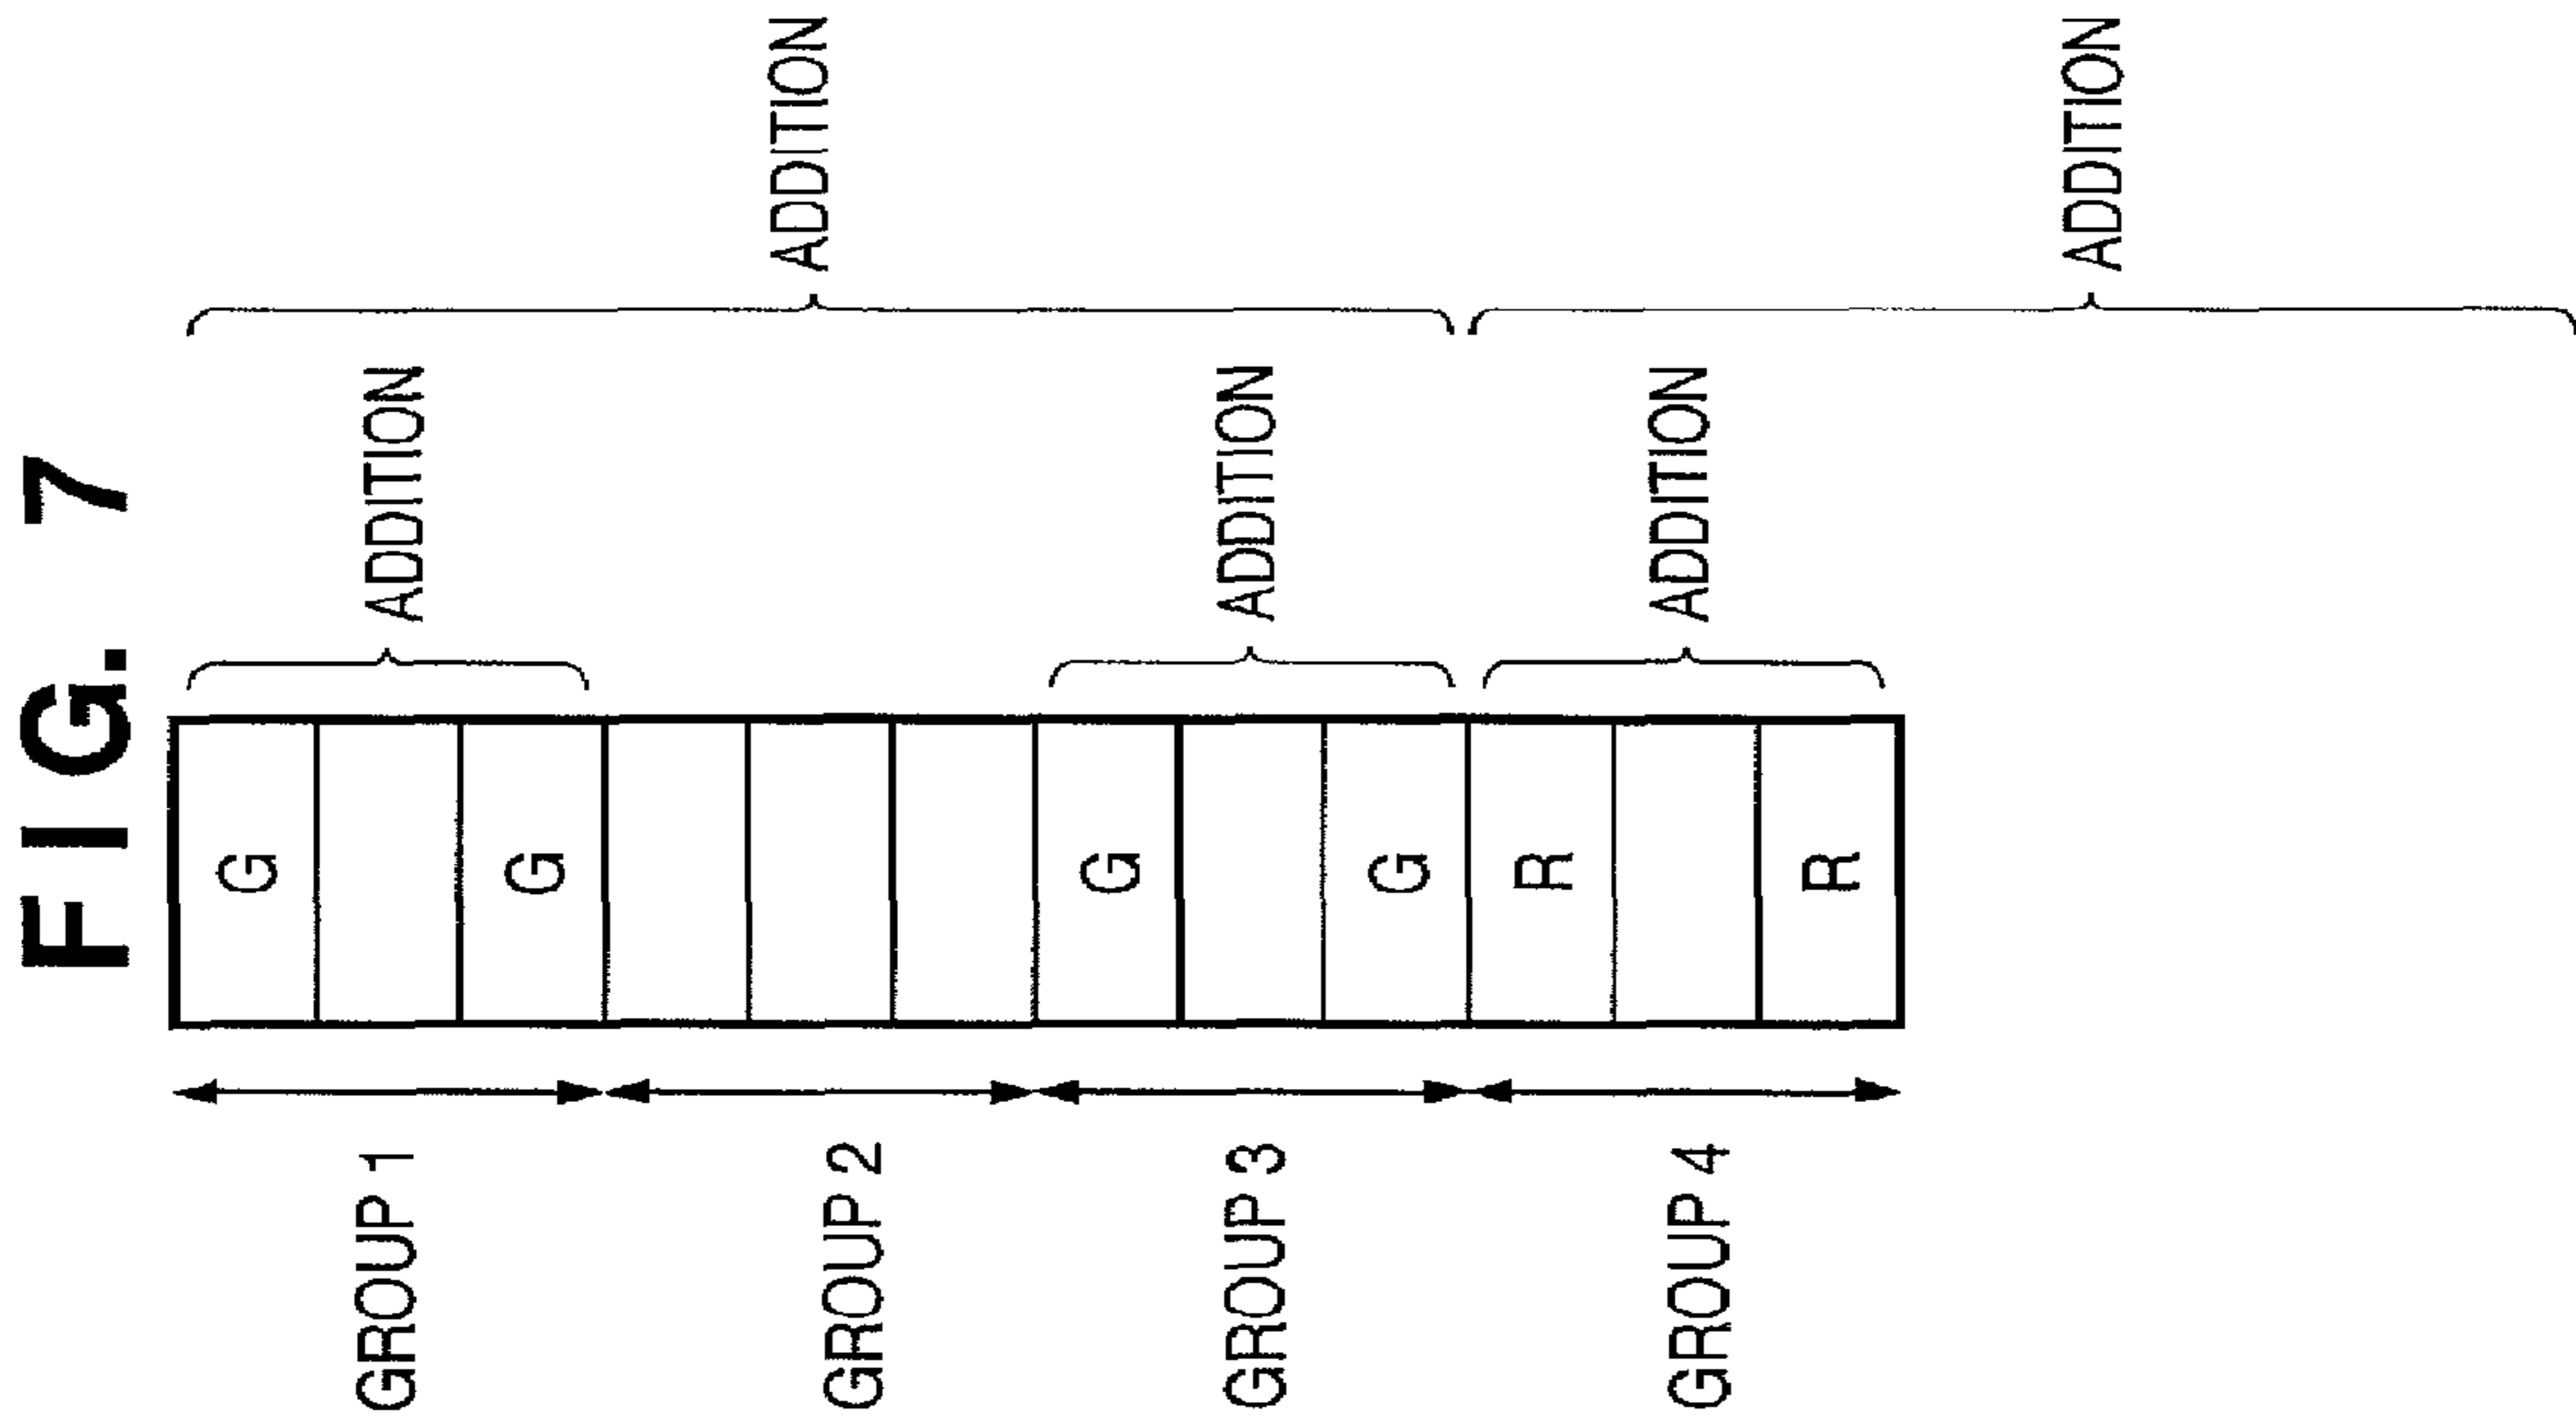 FIG. 7
GROUP 1
GROUP 2
GROUP 3
GROUP 4
G
G
G
G
R
R
ADDITION
ADDITION
ADDITION
ADDITION
ADDITION